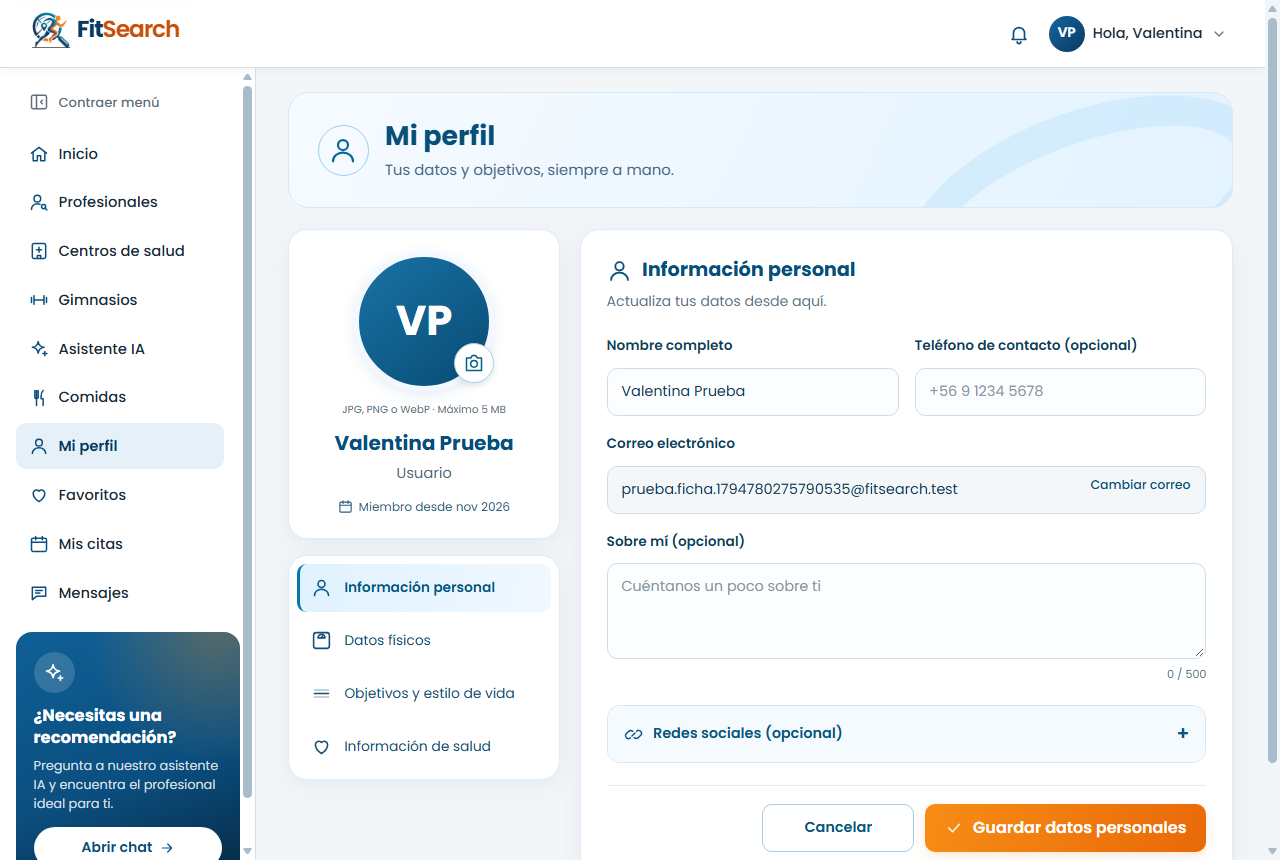 FitSearch
VP
Hola, Valentina
Contraer menú
Inicio
Profesionales
Centros de salud
Gimnasios
Asistente IA
Comidas
Mi perfil
Favoritos
Mis citas
Mensajes
¿Necesitas una
recomendación?
Pregunta a nuestro asistente
IA y encuentra el profesional
ideal para ti.
Abrir chat →
Mi perfil
Tus datos y objetivos, siempre a mano.
VP
JPG, PNG o WebP · Máximo 5 MB
Valentina Prueba
Usuario
Miembro desde nov 2026
Información personal
Datos físicos
Objetivos y estilo de vida
Información de salud
Información personal
Actualiza tus datos desde aquí.
Nombre completo
Valentina Prueba
Teléfono de contacto (opcional)
+56 9 1234 5678
Correo electrónico
prueba.ficha.1794780275790535@fitsearch.test
Cambiar correo
Sobre mí (opcional)
Cuéntanos un poco sobre ti
0 / 500
Redes sociales (opcional)
+
Cancelar
Guardar datos personales